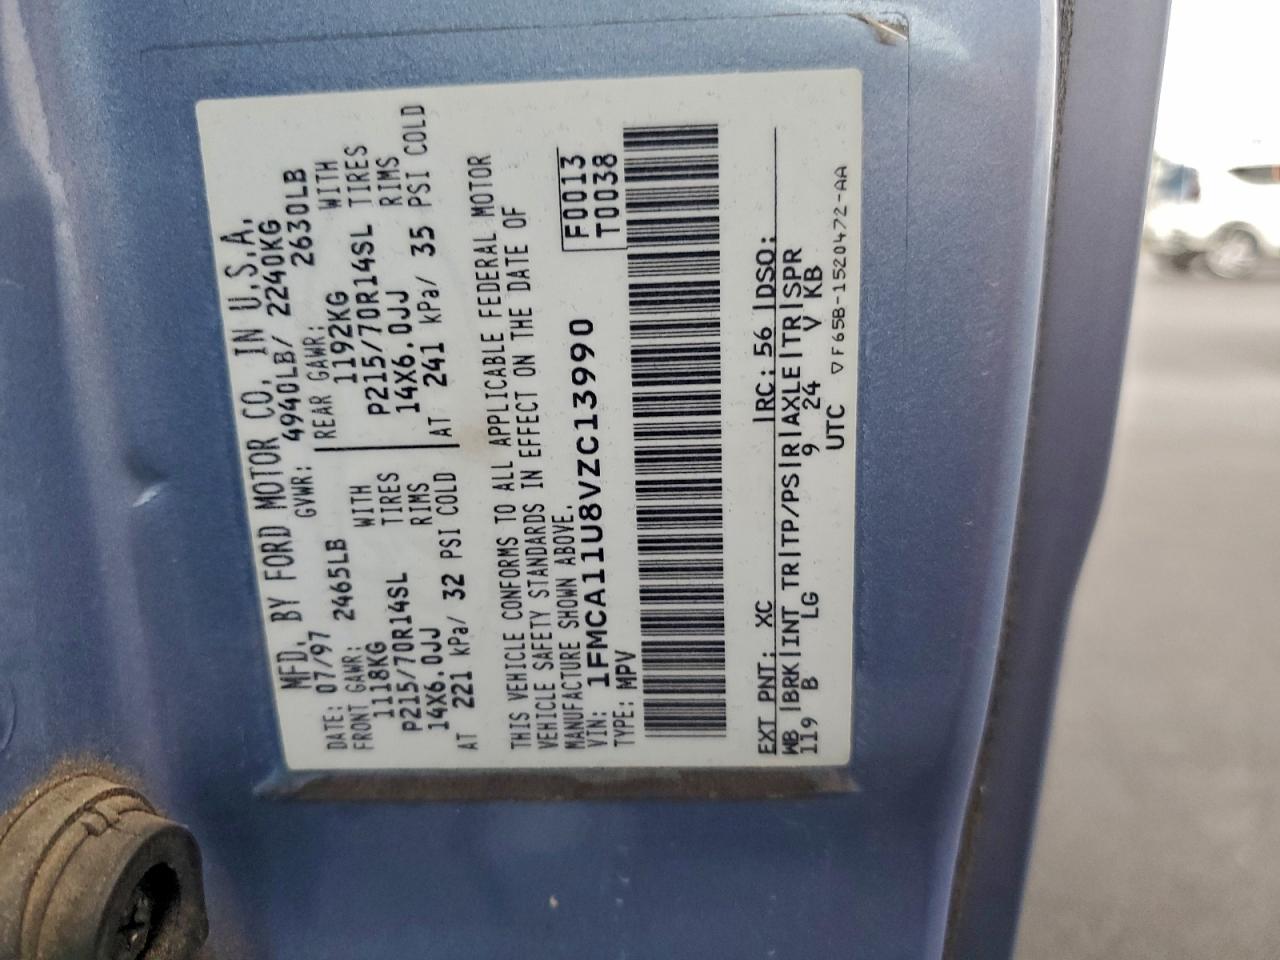 MFD. BY FORD MOTOR CO. IN U.S.A.
DATE: 07/97 GVWR: 4940LB/ 2240KG
FRONT GAWR: 2465LB REAR GAWR: 2630LB
1118KG WITH 1192KG WITH
P215/70R14SL TIRES P215/70R14SL TIRES
14X6.0JJ RIMS 14X6.0JJ RIMS
AT 221 kPa/ 32 PSI COLD AT 241 kPa/ 35 PSI COLD
THIS VEHICLE CONFORMS TO ALL APPLICABLE FEDERAL MOTOR
VEHICLE SAFETY STANDARDS IN EFFECT ON THE DATE OF
MANUFACTURE SHOWN ABOVE.
VIN: 1FMCA11U8VZC13990 F0013
TYPE: MPV T0038
EXT PNT: XC RC: 56 DSO:
WB BRK INT TR TP/PS R AXLE TR SPR
119 B LG 9 24 V KB
UTC ▽F65B-1520472-AA